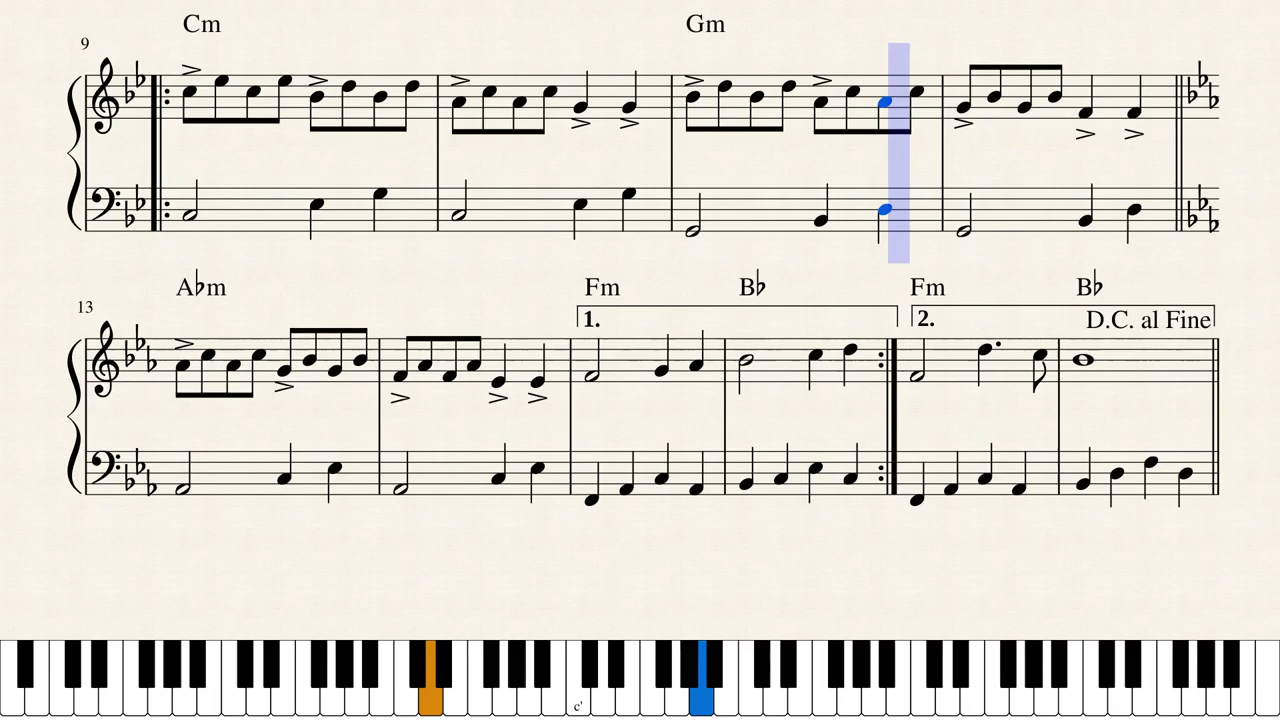 Cm Gm
9
A♭m Fm B♭ Fm B♭
13 1. 2. D.C. al Fine
c'